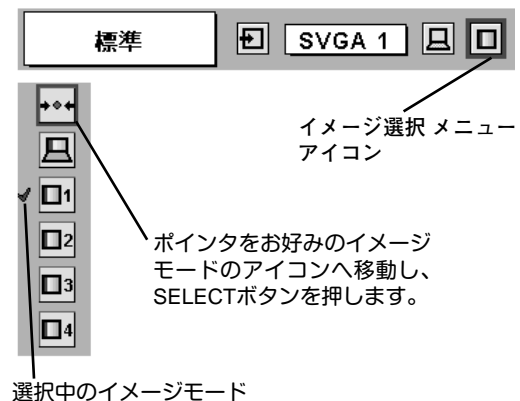 標準
SVGA 1
イメージ選択 メニュー
アイコン
1
2
3
4
ポインタをお好みのイメージ
モードのアイコンへ移動し、
SELECTボタンを押します。
選択中のイメージモード